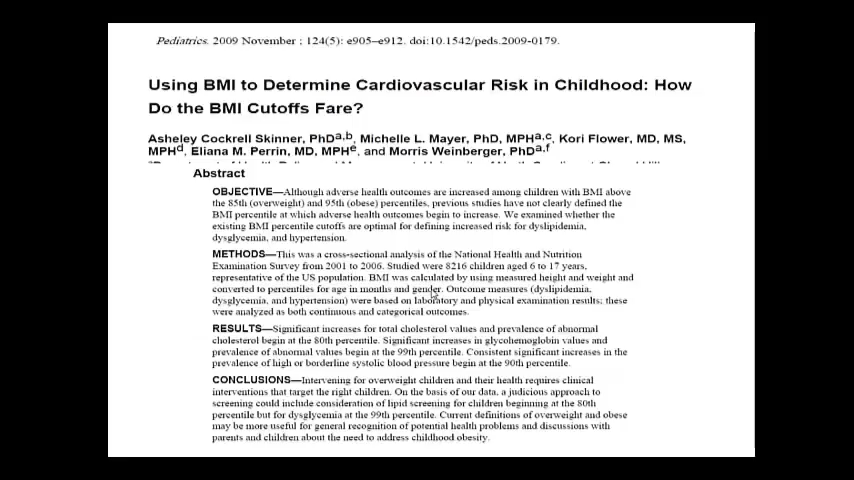 Pediatrics. 2009 November ; 124(5): e905–e912. doi:10.1542/peds.2009-0179.
Using BMI to Determine Cardiovascular Risk in Childhood: How
Do the BMI Cutoffs Fare?
Asheley Cockrell Skinner, PhDa,b, Michelle L. Mayer, PhD, MPHa,c, Kori Flower, MD, MS,
MPHd, Eliana M. Perrin, MD, MPHe, and Morris Weinberger, PhDa,f
Abstract
OBJECTIVE—Although adverse health outcomes are increased among children with BMI above
the 85th (overweight) and 95th (obese) percentiles, previous studies have not clearly defined the
BMI percentile at which adverse health outcomes begin to increase. We examined whether the
existing BMI percentile cutoffs are optimal for defining increased risk for dyslipidemia,
dysglycemia, and hypertension.
METHODS—This was a cross-sectional analysis of the National Health and Nutrition
Examination Survey from 2001 to 2006. Studied were 8216 children aged 6 to 17 years,
representative of the US population. BMI was calculated by using measured height and weight and
converted to percentiles for age in months and gender. Outcome measures (dyslipidemia,
dysglycemia, and hypertension) were based on laboratory and physical examination results; these
were analyzed as both continuous and categorical outcomes.
RESULTS—Significant increases for total cholesterol values and prevalence of abnormal
cholesterol begin at the 80th percentile. Significant increases in glycohemoglobin values and
prevalence of abnormal values begin at the 99th percentile. Consistent significant increases in the
prevalence of high or borderline systolic blood pressure begin at the 90th percentile.
CONCLUSIONS—Intervening for overweight children and their health requires clinical
interventions that target the right children. On the basis of our data, a judicious approach to
screening could include consideration of lipid screening for children beginning at the 80th
percentile but for dysglycemia at the 99th percentile. Current definitions of overweight and obese
may be more useful for general recognition of potential health problems and discussions with
parents and children about the need to address childhood obesity.